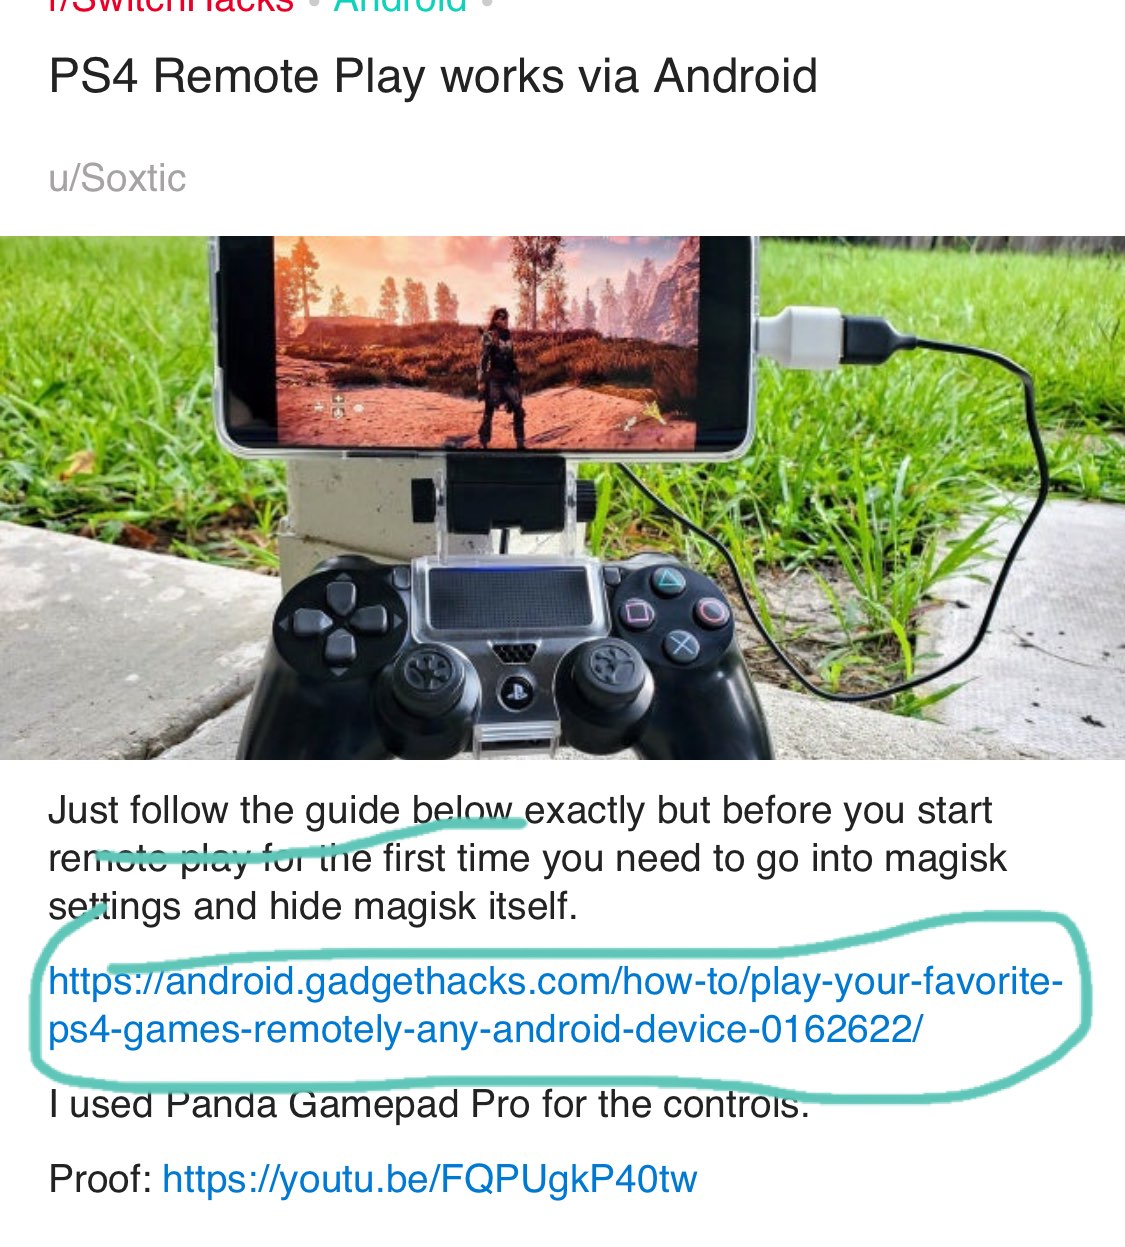 r/SwitchHacks • Android •
PS4 Remote Play works via Android
u/Soxtic
Just follow the guide below exactly but before you start
remote play for the first time you need to go into magisk
settings and hide magisk itself.
https://android.gadgethacks.com/how-to/play-your-favorite-
ps4-games-remotely-any-android-device-0162622/
I used Panda Gamepad Pro for the controls.
Proof: https://youtu.be/FQPUgkP40tw